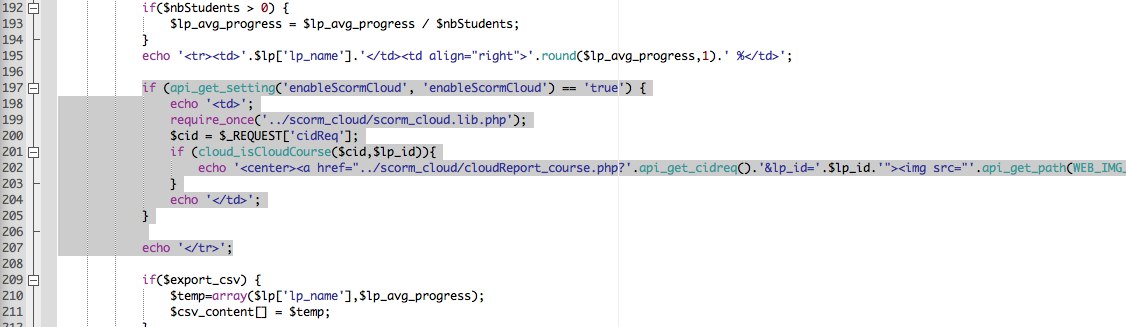 192 if($nbStudents > 0) {
193 $lp_avg_progress = $lp_avg_progress / $nbStudents;
194 }
195 echo '<tr><td>'.$lp['lp_name'].'</td><td align="right">'.round($lp_avg_progress,1).' %</td>';
196
197 if (api_get_setting('enableScormCloud', 'enableScormCloud') == 'true') {
198 echo '<td>';
199 require_once('../scorm_cloud/scorm_cloud.lib.php');
200 $cid = $_REQUEST['cidReq'];
201 if (cloud_isCloudCourse($cid,$lp_id)){
202 echo '<center><a href="../scorm_cloud/cloudReport_course.php?'.api_get_cidreq().'&lp_id='.$lp_id.'"><img src="'.api_get_path(WEB_IMG_
203 }
204 echo '</td>';
205 }
206
207 echo '</tr>';
208
209 if($export_csv) {
210 $temp=array($lp['lp_name'],$lp_avg_progress);
211 $csv_content[] = $temp;
212 }